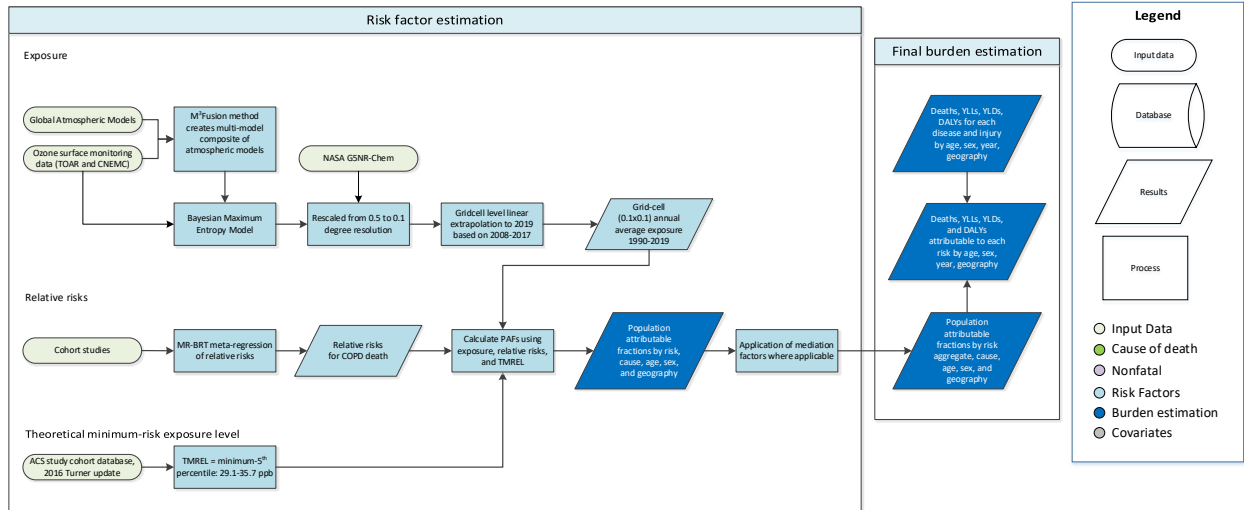 Risk factor estimation
Exposure
Global Atmospheric Models
Ozone surface monitoring
data (TOAR and CNEMC)
M³Fusion method
creates multi-model
composite of
atmospheric models
NASA G5NR-Chem
Bayesian Maximum
Entropy Model
Rescaled from 0.5 to 0.1
degree resolution
Gridcell level linear
extrapolation to 2019
based on 2008-2017
Grid-cell
(0.1x0.1) annual
average exposure
1990-2019
Relative risks
Cohort studies
MR-BRT meta-regression
of relative risks
Relative risks
for COPD death
Calculate PAFs using
exposure, relative risks,
and TMREL
Population
attributable
fractions by risk,
cause, age, sex,
and geography
Application of mediation
factors where applicable
Theoretical minimum-risk exposure level
ACS study cohort database,
2016 Turner update
TMREL = minimum-5th
percentile: 29.1-35.7 ppb
Final burden estimation
Deaths, YLLs, YLDs,
DALYs for each
disease and injury
by age, sex, year,
geography
Deaths, YLLs, YLDs,
and DALYs
attributable to each
risk by age, sex,
year, geography
Population
attributable
fractions by risk
aggregate, cause,
age, sex, and
geography
Legend
Input data
Database
Results
Process
Input Data
Cause of death
Nonfatal
Risk Factors
Burden estimation
Covariates